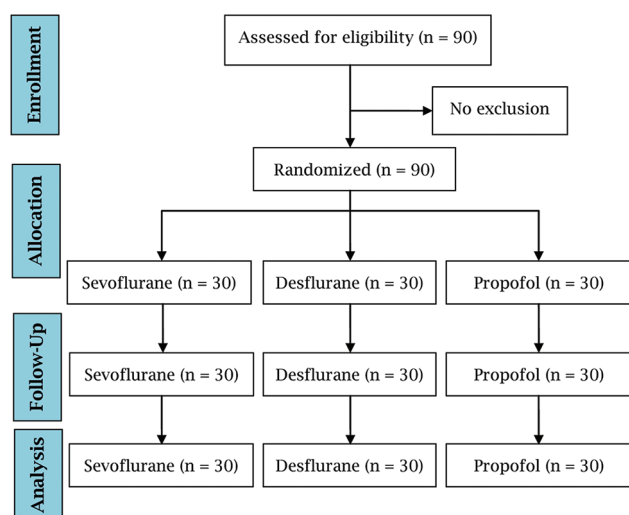 Enrollment
Assessed for eligibility (n = 90)
No exclusion
Randomized (n = 90)
Allocation
Sevoflurane (n = 30)
Desflurane (n = 30)
Propofol (n = 30)
Follow-Up
Sevoflurane (n = 30)
Desflurane (n = 30)
Propofol (n = 30)
Analysis
Sevoflurane (n = 30)
Desflurane (n = 30)
Propofol (n = 30)